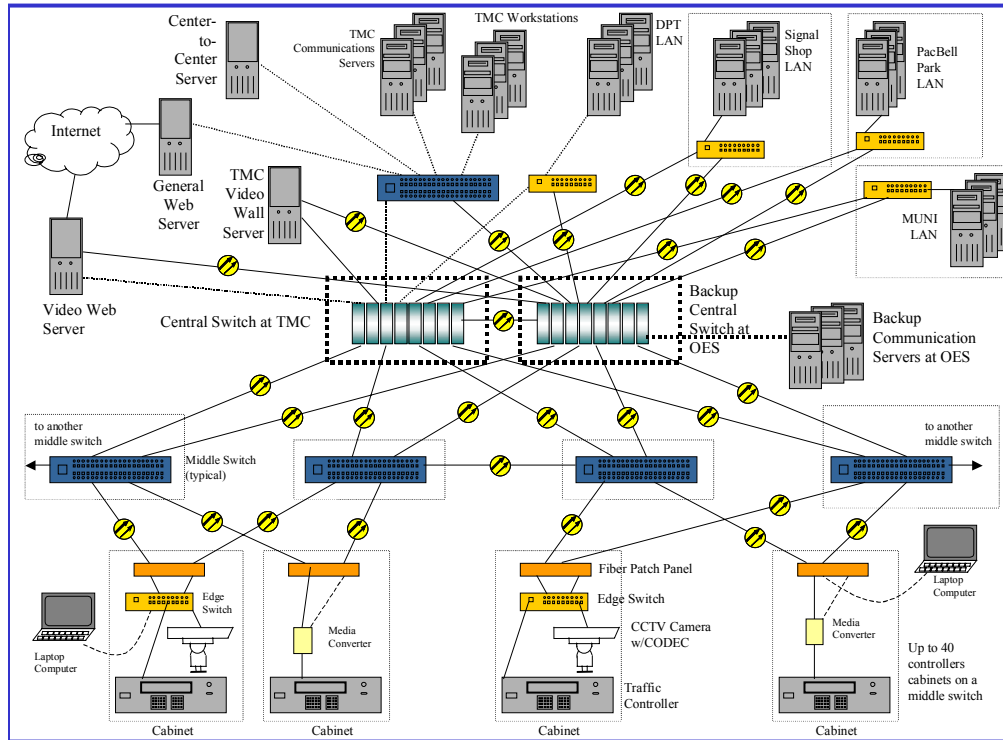 Center-
to-
Center
Server
TMC
Communications
Servers
TMC Workstations
DPT
LAN
Signal
Shop
LAN
PacBell
Park
LAN
Internet
General
Web
Server
TMC
Video
Wall
Server
MUNI
LAN
Video Web
Server
Central Switch at TMC
Backup
Central
Switch at
OES
Backup
Communication
Servers at OES
to another
middle switch
Middle Switch
(typical)
to another
middle switch
Fiber Patch Panel
Edge
Switch
Edge Switch
Laptop
Computer
Laptop
Computer
Media
Converter
CCTV Camera
w/CODEC
Media
Converter
Traffic
Controller
Up to 40
controllers
cabinets on a
middle switch
Cabinet
Cabinet
Cabinet
Cabinet